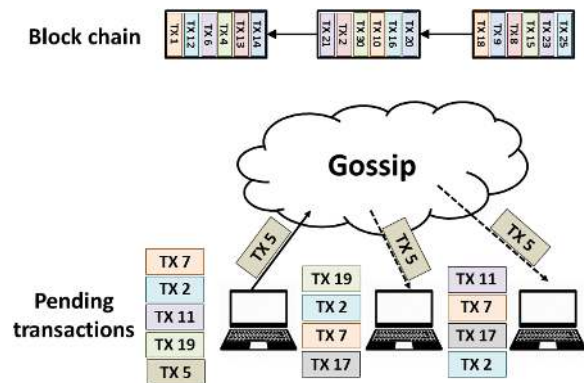 Block chain
TX 1
TX 12
TX 6
TX 4
TX 13
TX 14
TX 21
TX 2
TX 30
TX 10
TX 16
TX 20
TX 18
TX 9
TX 8
TX 15
TX 23
TX 25
Gossip
TX 5
TX 5
TX 5
Pending
transactions
TX 7
TX 2
TX 11
TX 19
TX 5
TX 19
TX 2
TX 7
TX 17
TX 11
TX 7
TX 17
TX 2